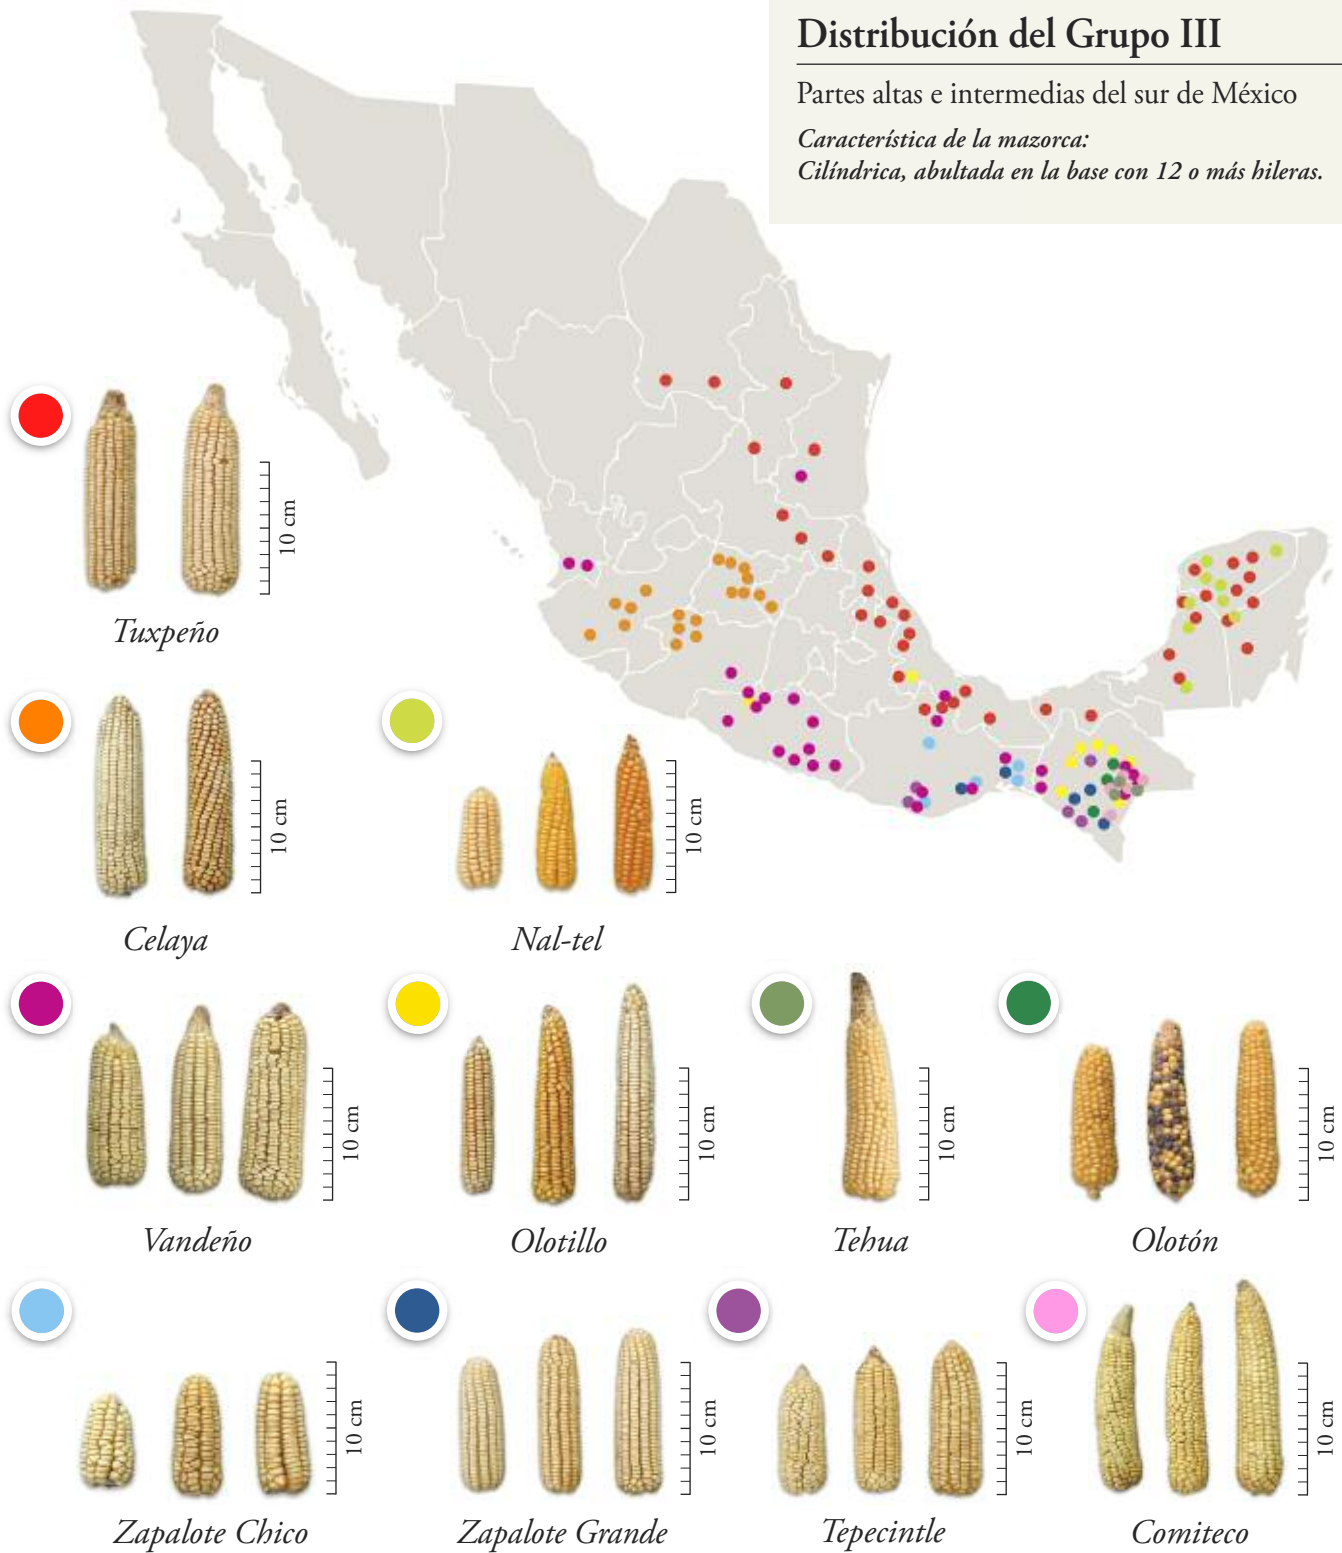 Distribución del Grupo III
Partes altas e intermedias del sur de México
Característica de la mazorca:
Cilíndrica, abultada en la base con 12 o más hileras.
10 cm
Tuxpeño
10 cm
Celaya
10 cm
Nal-tel
10 cm
Vandeño
10 cm
Olotillo
10 cm
Tehua
10 cm
Olotón
10 cm
Zapalote Chico
10 cm
Zapalote Grande
10 cm
Tepecintle
10 cm
Comiteco